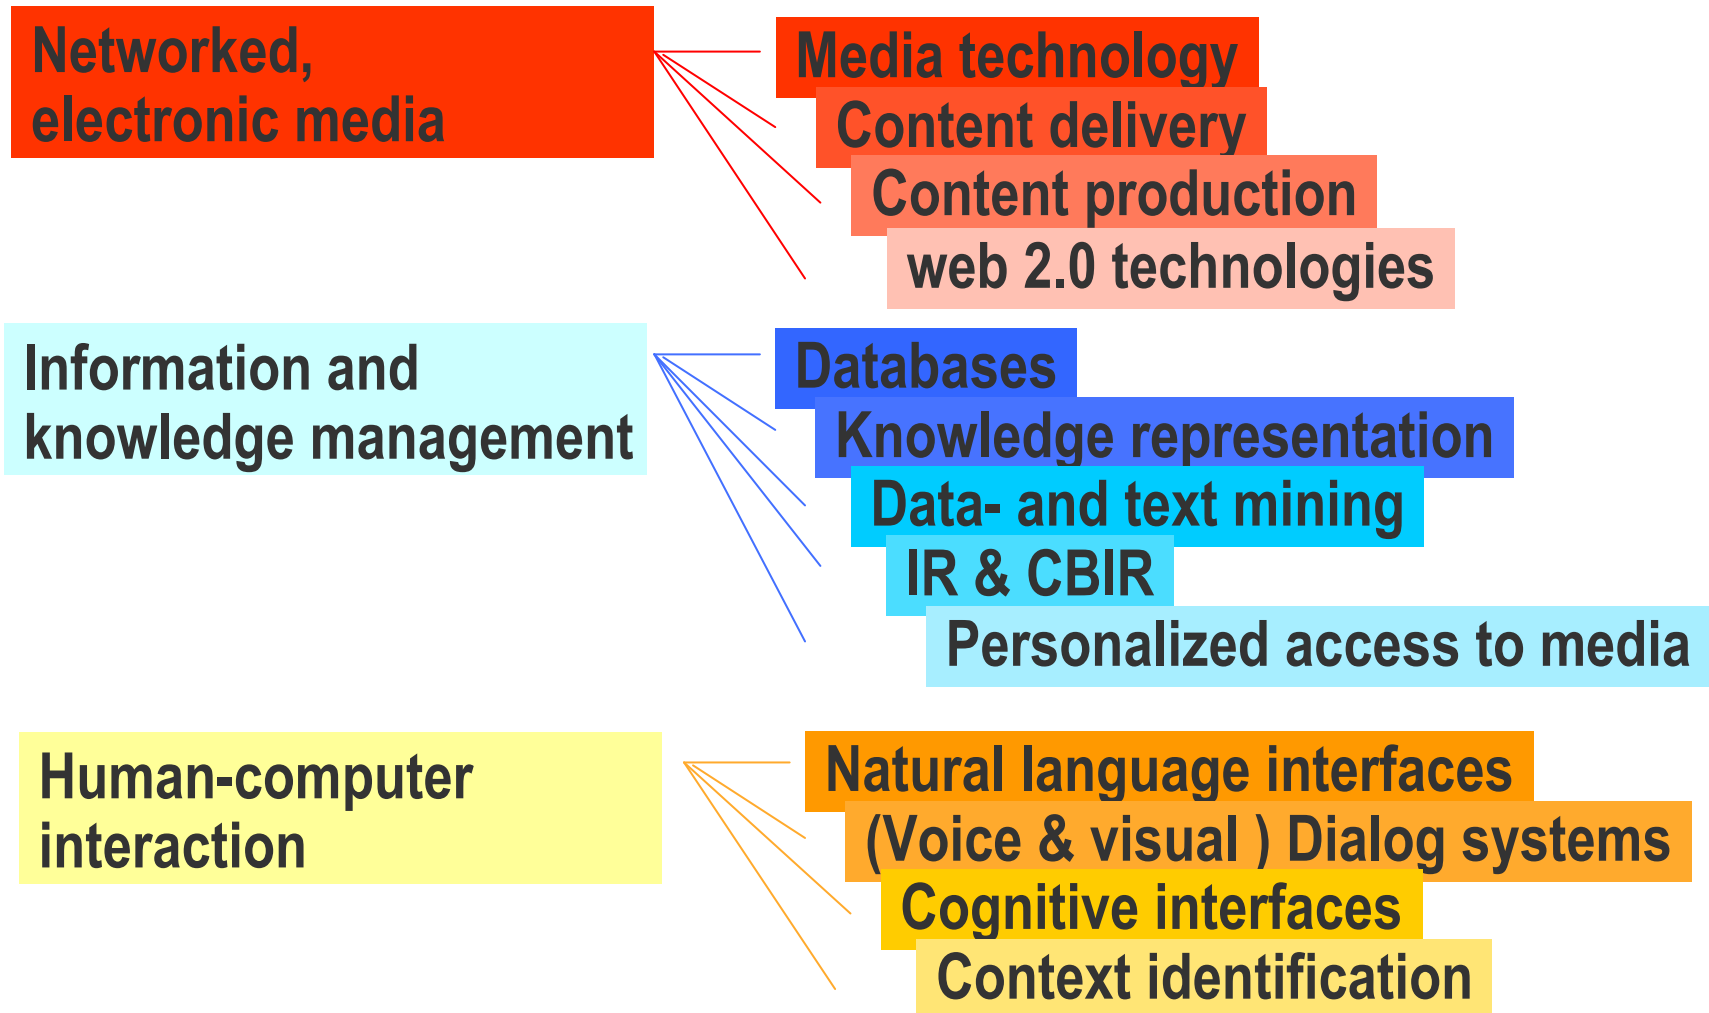 Networked,
electronic media
Media technology
Content delivery
Content production
web 2.0 technologies
Information and
knowledge management
Databases
Knowledge representation
Data- and text mining
IR & CBIR
Personalized access to media
Human-computer
interaction
Natural language interfaces
(Voice & visual ) Dialog systems
Cognitive interfaces
Context identification